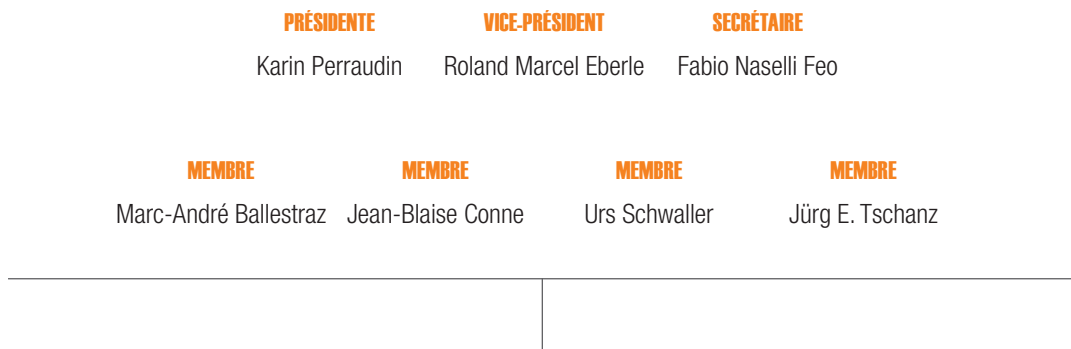 PRÉSIDENTE VICE-PRÉSIDENT SECRÉTAIRE
Karin Perraudin Roland Marcel Eberle Fabio Naselli Feo
MEMBRE MEMBRE MEMBRE MEMBRE
Marc-André Ballestraz Jean-Blaise Conne Urs Schwaller Jürg E. Tschanz